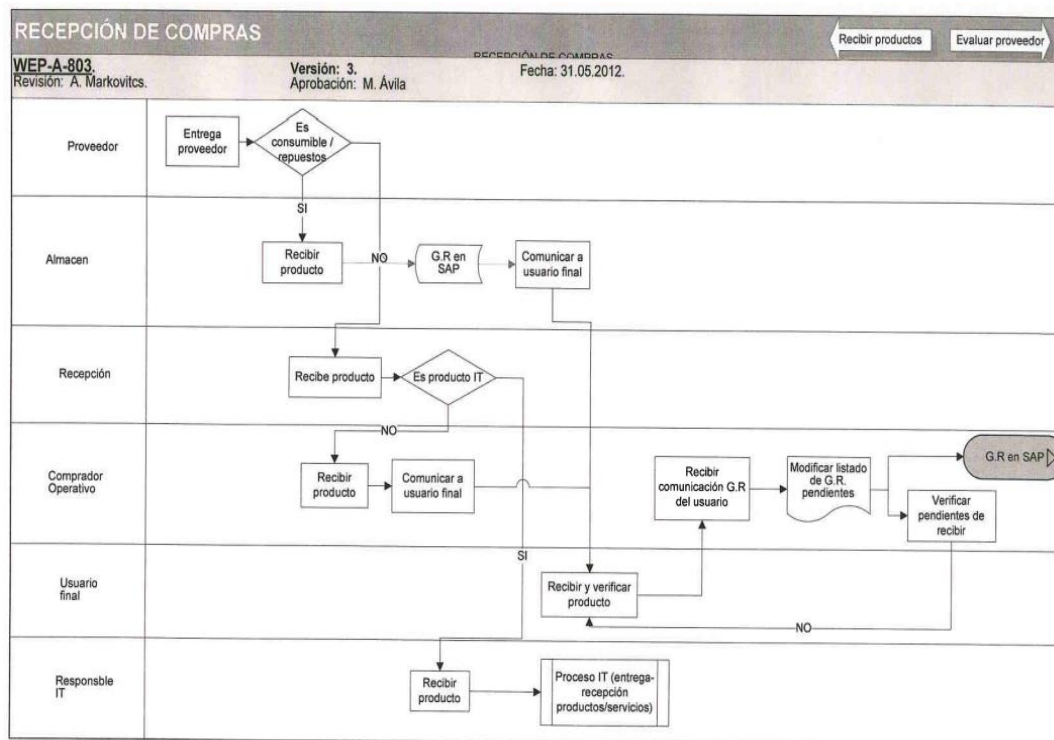 RECEPCIÓN DE COMPRAS
Recibir productos
Evaluar proveedor
RECEPCIÓN DE COMPRAS
WEP-A-803.
Revisión: A. Markovitcs.
Versión: 3.
Aprobación: M. Ávila
Fecha: 31.05.2012.
Proveedor
Entrega
proveedor
Es
consumible /
repuestos
SI
NO
Almacen
Recibir
producto
G.R en
SAP
Comunicar a
usuario final
Recepción
Recibe producto
Es producto IT
NO
SI
Comprador
Operativo
Recibir
producto
Comunicar a
usuario final
Recibir
comunicación G.R
del usuario
Modificar listado
de G.R.
pendientes
G.R en SAP
Verificar
pendientes de
recibir
Usuario
final
Recibir y verificar
producto
NO
Responsble
IT
Recibir
producto
Proceso IT (entrega-
recepción
productos/servicios)